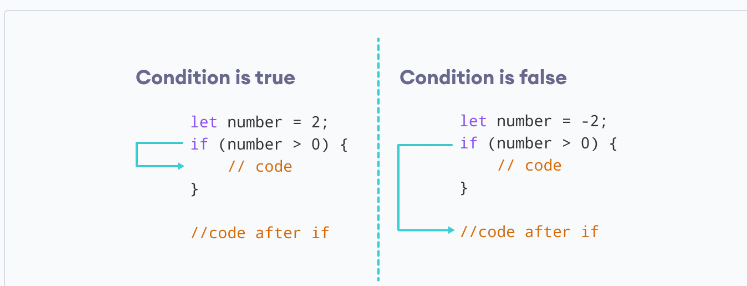 Condition is true
let number = 2;
if (number > 0) {
// code
}
//code after if
Condition is false
let number = -2;
if (number > 0) {
// code
}
//code after if